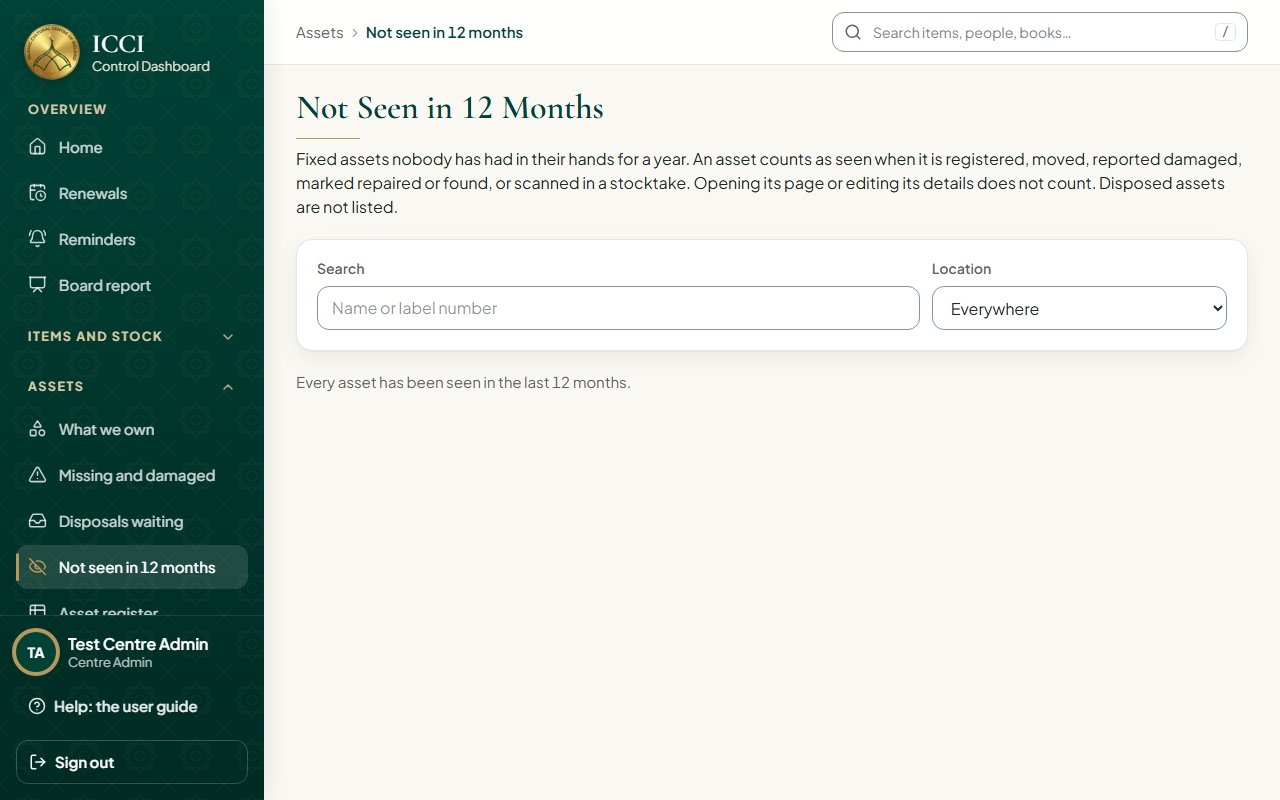 ICCI
Control Dashboard
OVERVIEW
Home
Renewals
Reminders
Board report
ITEMS AND STOCK
ASSETS
What we own
Missing and damaged
Disposals waiting
Not seen in 12 months
Asset register
TA
Test Centre Admin
Centre Admin
Help: the user guide
Sign out
Assets > Not seen in 12 months
Search items, people, books…
/
Not Seen in 12 Months
Fixed assets nobody has had in their hands for a year. An asset counts as seen when it is registered, moved, reported damaged,
marked repaired or found, or scanned in a stocktake. Opening its page or editing its details does not count. Disposed assets
are not listed.
Search
Name or label number
Location
Everywhere
Every asset has been seen in the last 12 months.